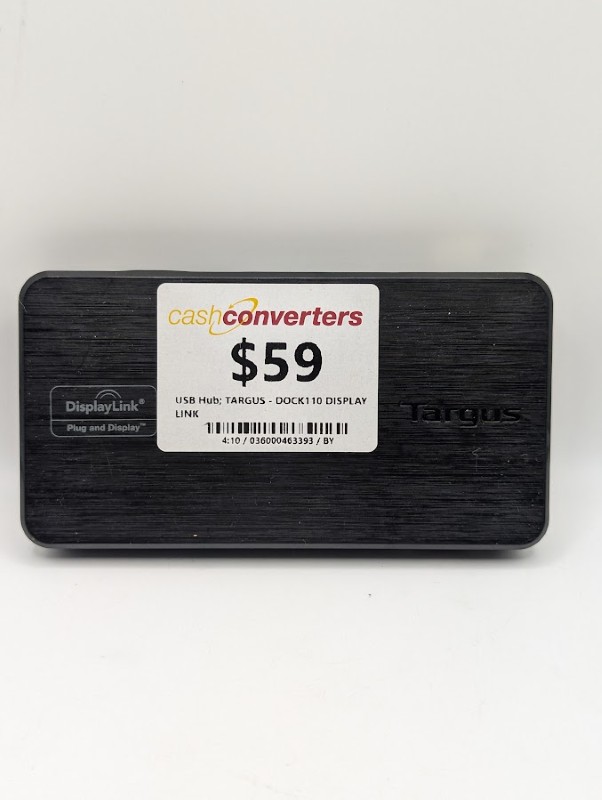 cashconverters
$59
USB Hub; TARGUS - DOCK110 DISPLAY
LINK
4:10 / 036000463393 / BY
DisplayLink®
Plug and Display™
Targus